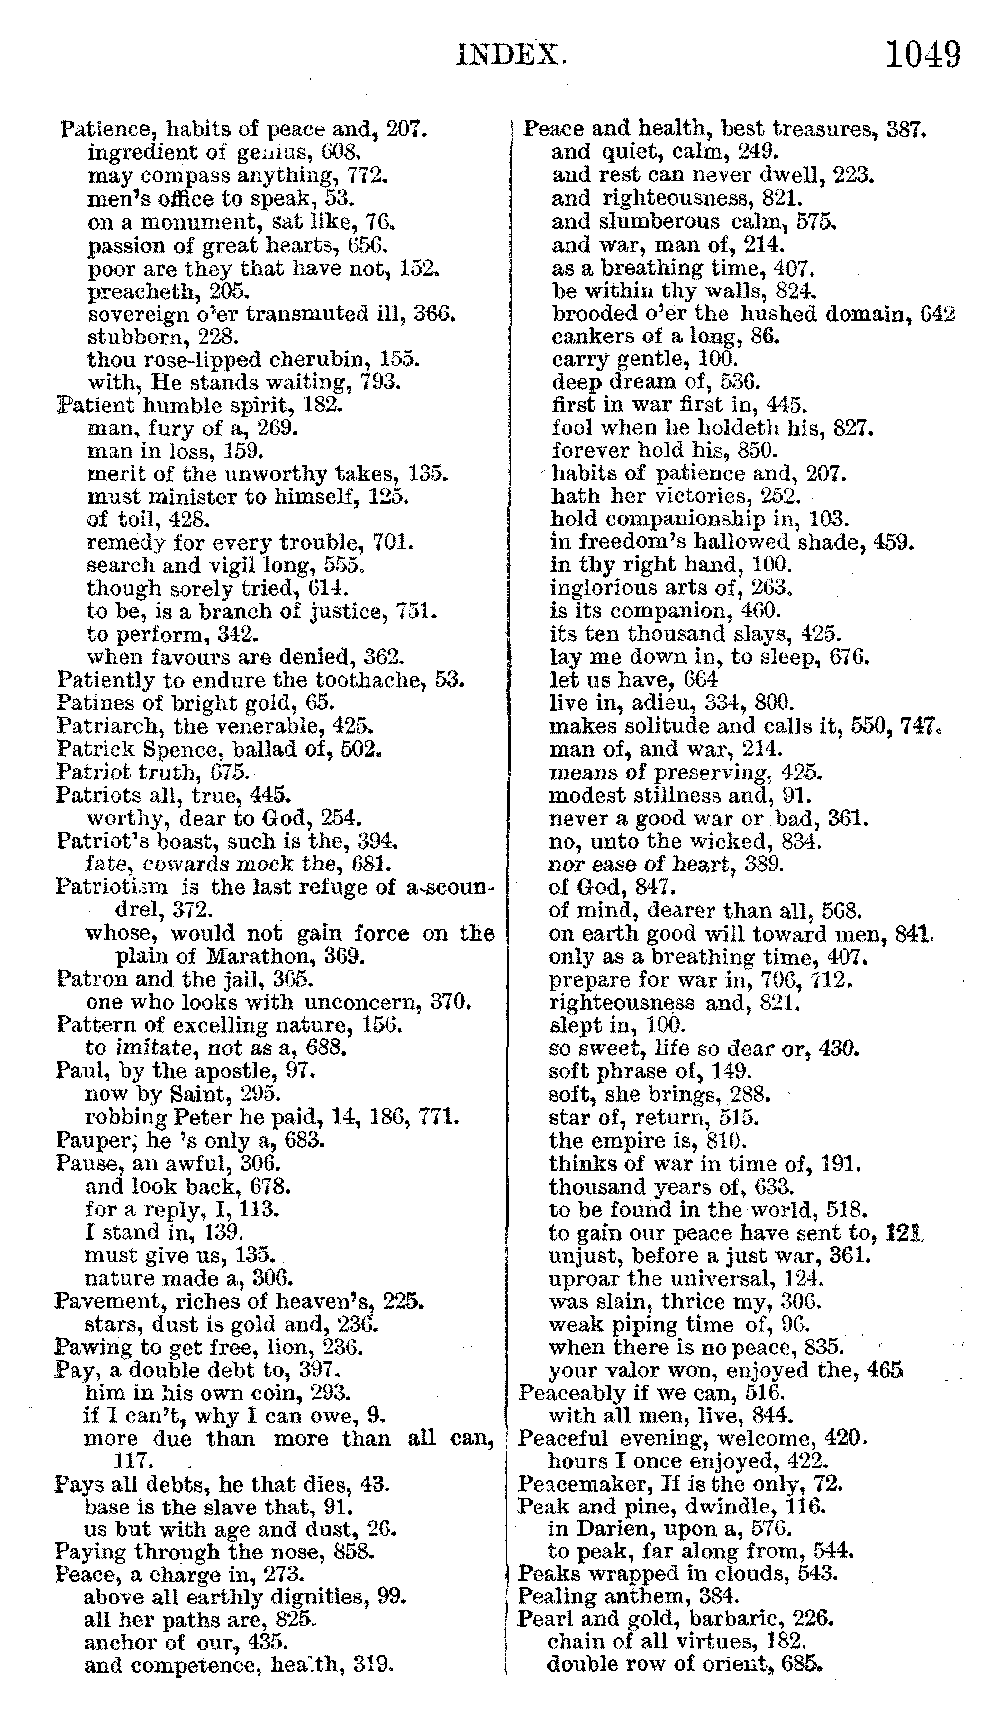 INDEX.
1049
Patience, habits of peace and, 207.
ingredient of genius, 608.
may compass anything, 772.
men's office to speak, 53.
on a monument, sat like, 76.
passion of great hearts, 656.
poor are they that have not, 152.
preacheth, 205.
sovereign o'er transmuted ill, 366.
stubborn, 228.
thou rose-lipped cherubin, 155.
with, He stands waiting, 793.
Patient humble spirit, 182.
man, fury of a, 269.
man in loss, 159.
merit of the unworthy takes, 135.
must minister to himself, 125.
of toil, 428.
remedy for every trouble, 701.
search and vigil long, 555.
though sorely tried, 614.
to be, is a branch of justice, 751.
to perform, 342.
when favours are denied, 362.
Patiently to endure the toothache, 53.
Patines of bright gold, 65.
Patriarch, the venerable, 425.
Patrick Spence, ballad of, 502.
Patriot truth, 675.
Patriots all, true, 445.
worthy, dear to God, 254.
Patriot's boast, such is the, 394.
fate, cowards mock the, 681.
Patriotism is the last refuge of a scoun-
drel, 372.
whose, would not gain force on the
plain of Marathon, 369.
Patron and the jail, 365.
one who looks with unconcern, 370.
Pattern of excelling nature, 156.
to imitate, not as a, 688.
Paul, by the apostle, 97.
now by Saint, 295.
robbing Peter he paid, 14, 186, 771.
Pauper, he 's only a, 683.
Pause, an awful, 306.
and look back, 678.
for a reply, I, 113.
I stand in, 139.
must give us, 135.
nature made a, 306.
Pavement, riches of heaven's, 225.
stars, dust is gold and, 236.
Pawing to get free, lion, 236.
Pay, a double debt to, 397.
him in his own coin, 293.
if I can't, why I can owe, 9.
more due than more than all can,
117.
Pays all debts, he that dies, 43.
base is the slave that, 91.
us but with age and dust, 26.
Paying through the nose, 858.
Peace, a charge in, 273.
above all earthly dignities, 99.
all her paths are, 825.
anchor of our, 435.
and competence, health, 319.
Peace and health, best treasures, 387.
and quiet, calm, 249.
and rest can never dwell, 223.
and righteousness, 821.
and slumberous calm, 575.
and war, man of, 214.
as a breathing time, 407.
be within thy walls, 824.
brooded o'er the hushed domain, 642
cankers of a long, 86.
carry gentle, 100.
deep dream of, 536.
first in war first in, 445.
fool when he holdeth his, 827.
forever hold his, 850.
habits of patience and, 207.
hath her victories, 252.
hold companionship in, 103.
in freedom's hallowed shade, 459.
in thy right hand, 100.
inglorious arts of, 263.
is its companion, 460.
its ten thousand slays, 425.
lay me down in, to sleep, 676.
let us have, 664
live in, adieu, 334, 800.
makes solitude and calls it, 550, 747.
man of, and war, 214.
means of preserving, 425.
modest stillness and, 91.
never a good war or bad, 361.
no, unto the wicked, 834.
nor ease of heart, 389.
of God, 847.
of mind, dearer than all, 568.
on earth good will toward men, 841.
only as a breathing time, 407.
prepare for war in, 706, 712.
righteousness and, 821.
slept in, 100.
so sweet, life so dear or, 430.
soft phrase of, 149.
soft, she brings, 288.
star of, return, 515.
the empire is, 810.
thinks of war in time of, 191.
thousand years of, 633.
to be found in the world, 518.
to gain our peace have sent to, 121.
unjust, before a just war, 361.
uproar the universal, 124.
was slain, thrice my, 306.
weak piping time of, 96.
when there is no peace, 835.
your valor won, enjoyed the, 465
Peaceably if we can, 516.
with all men, live, 844.
Peaceful evening, welcome, 420.
hours I once enjoyed, 422.
Peacemaker, If is the only, 72.
Peak and pine, dwindle, 116.
in Darien, upon a, 576.
to peak, far along from, 544.
Peaks wrapped in clouds, 543.
Pealing anthem, 384.
Pearl and gold, barbaric, 226.
chain of all virtues, 182.
double row of orient, 685.